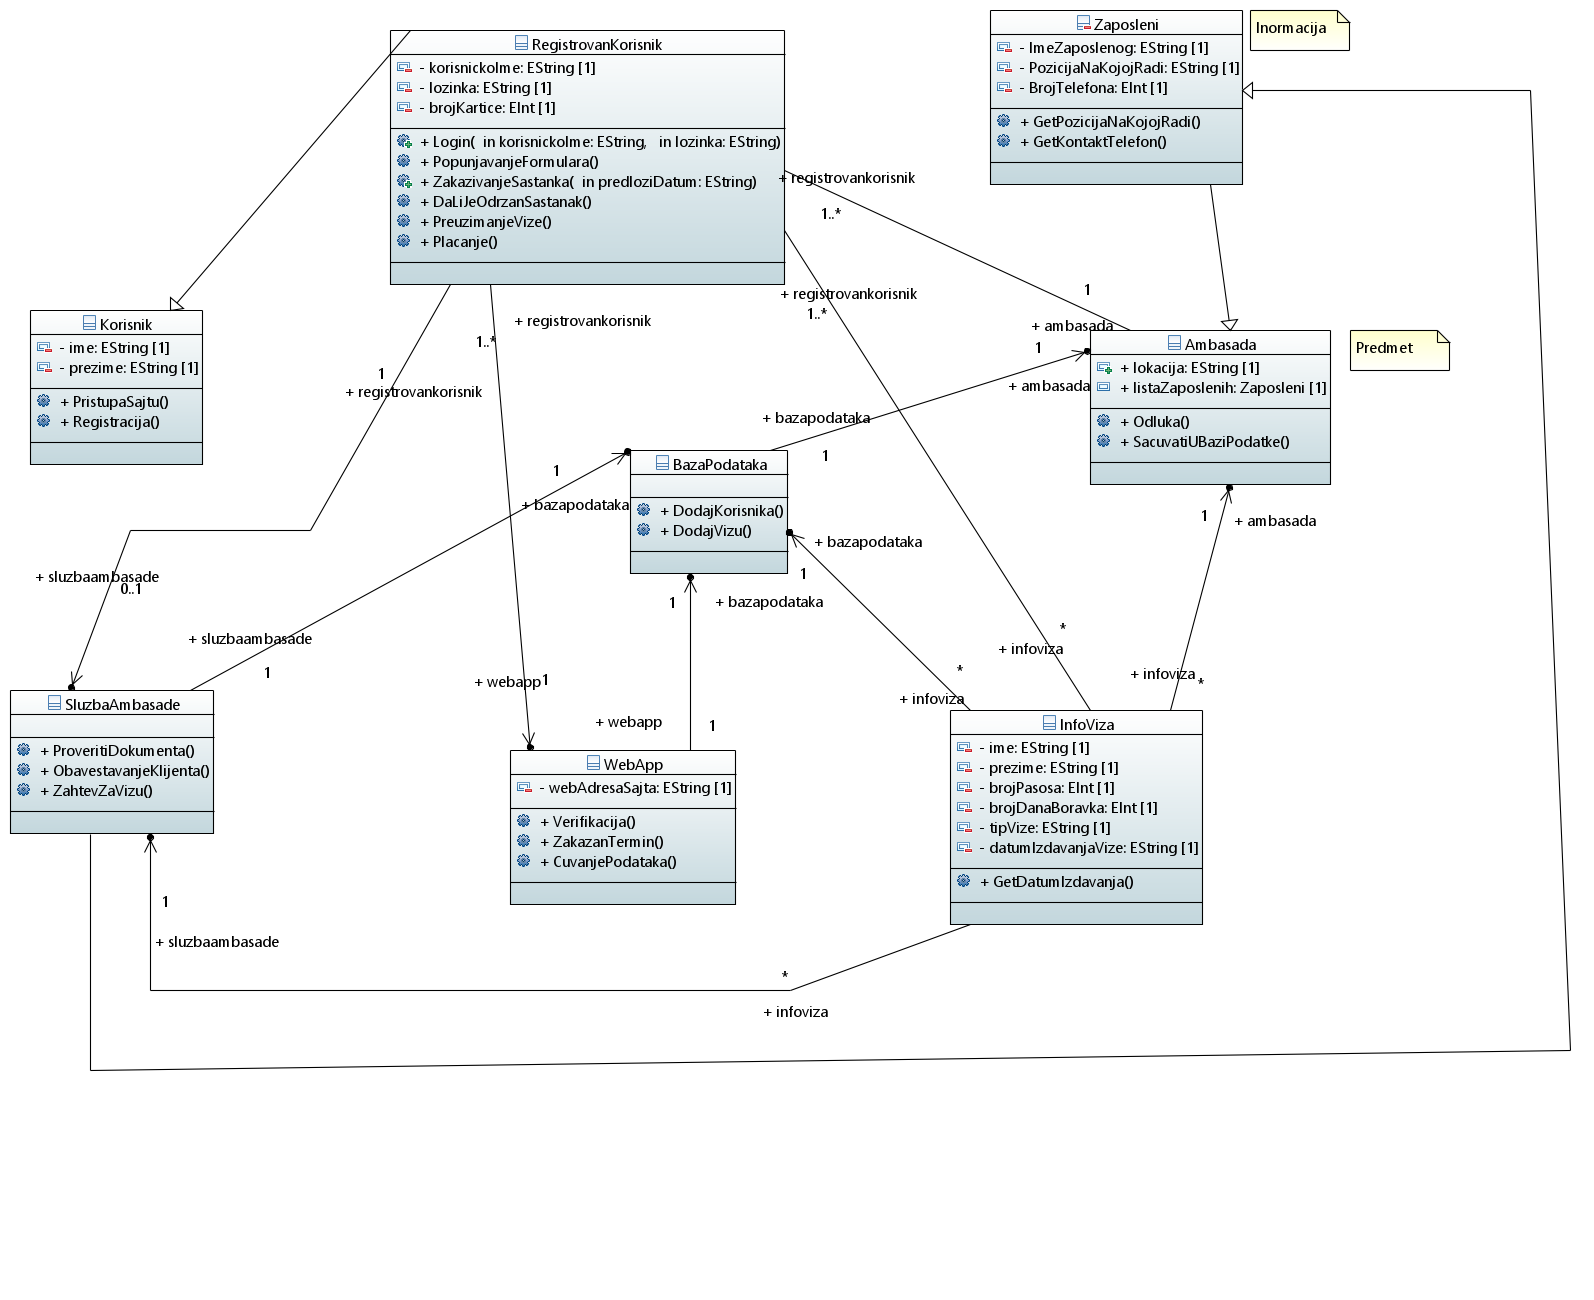 RegistrovanKorisnik
- korisnickoIme: EString [1]
- lozinka: EString [1]
- brojKartice: EInt [1]
+ Login(  in korisnickoIme: EString,   in lozinka: EString)
+ PopunjavanjeFormulara()
+ ZakazivanjeSastanka(  in predloziDatum: EString)
+ DaLiJeOdrzanSastanak()
+ PreuzimanjeVize()
+ Placanje()
Zaposleni
- ImeZaposlenog: EString [1]
- PozicijaNaKojojRadi: EString [1]
- BrojTelefona: EInt [1]
+ GetPozicijaNaKojojRadi()
+ GetKontaktTelefon()
Inormacija
+ registrovankorisnik
1..*
1
+ ambasada
+ registrovankorisnik
1..*
+ registrovankorisnik
1..*
1
+ registrovankorisnik
Korisnik
- ime: EString [1]
- prezime: EString [1]
+ PristupaSajtu()
+ Registracija()
Ambasada
+ lokacija: EString [1]
+ listaZaposlenih: Zaposleni [1]
+ Odluka()
+ SacuvatiUBaziPodatke()
Predmet
1
+ ambasada
+ bazapodataka
1
BazaPodataka
+ DodajKorisnika()
+ DodajVizu()
1
+ bazapodataka
+ bazapodataka
1
1
+ bazapodataka
1
+ ambasada
+ sluzbaambasade
0..1
+ sluzbaambasade
1
*
+ infoviza
*
+ infoviza
+ infoviza
*
+ webapp
1
+ webapp
1
SluzbaAmbasade
+ ProveritiDokumenta()
+ ObavestavanjeKlijenta()
+ ZahtevZaVizu()
WebApp
- webAdresaSajta: EString [1]
+ Verifikacija()
+ ZakazanTermin()
+ CuvanjePodataka()
InfoViza
- ime: EString [1]
- prezime: EString [1]
- brojPasosa: EInt [1]
- brojDanaBoravka: EInt [1]
- tipVize: EString [1]
- datumIzdavanjaVize: EString [1]
+ GetDatumIzdavanja()
1
+ sluzbaambasade
*
+ infoviza